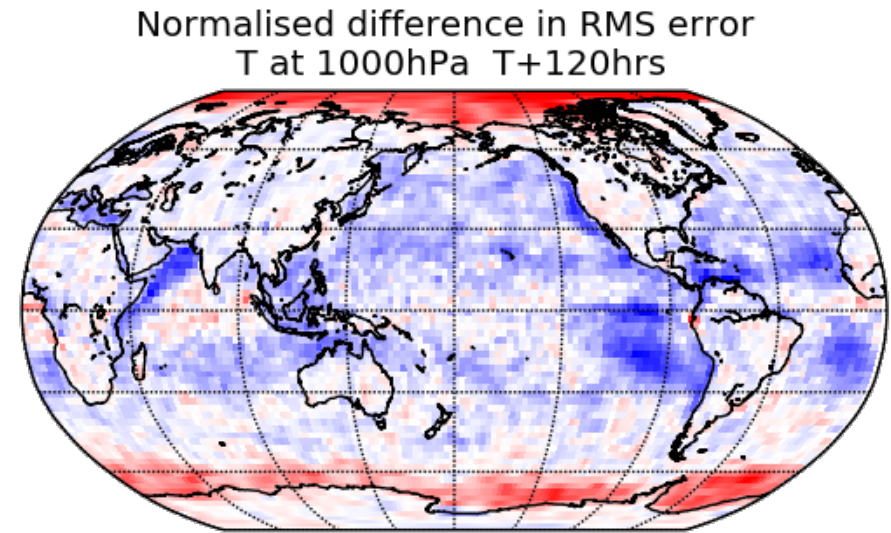 Normalised difference in RMS error
T at 1000hPa T+120hrs